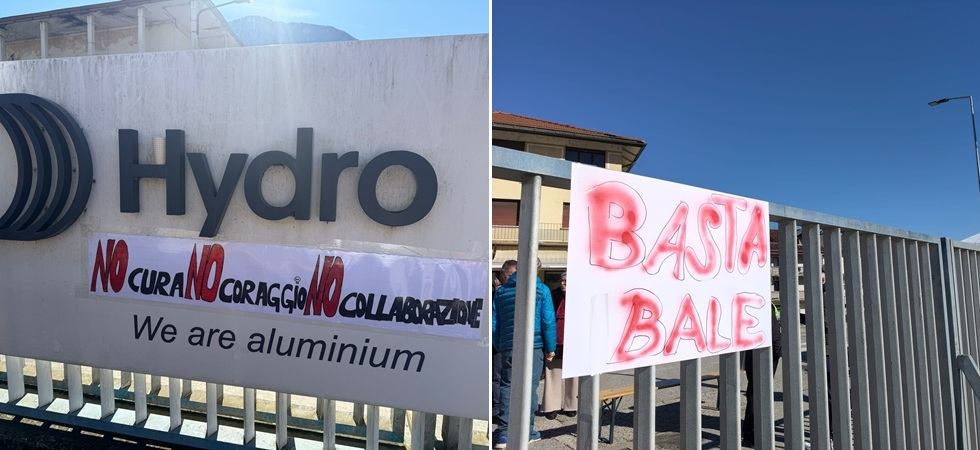 Hydro
NO CURA NO CORAGGIO NO COLLABORAZIONE
We are aluminium
BASTA
BALE